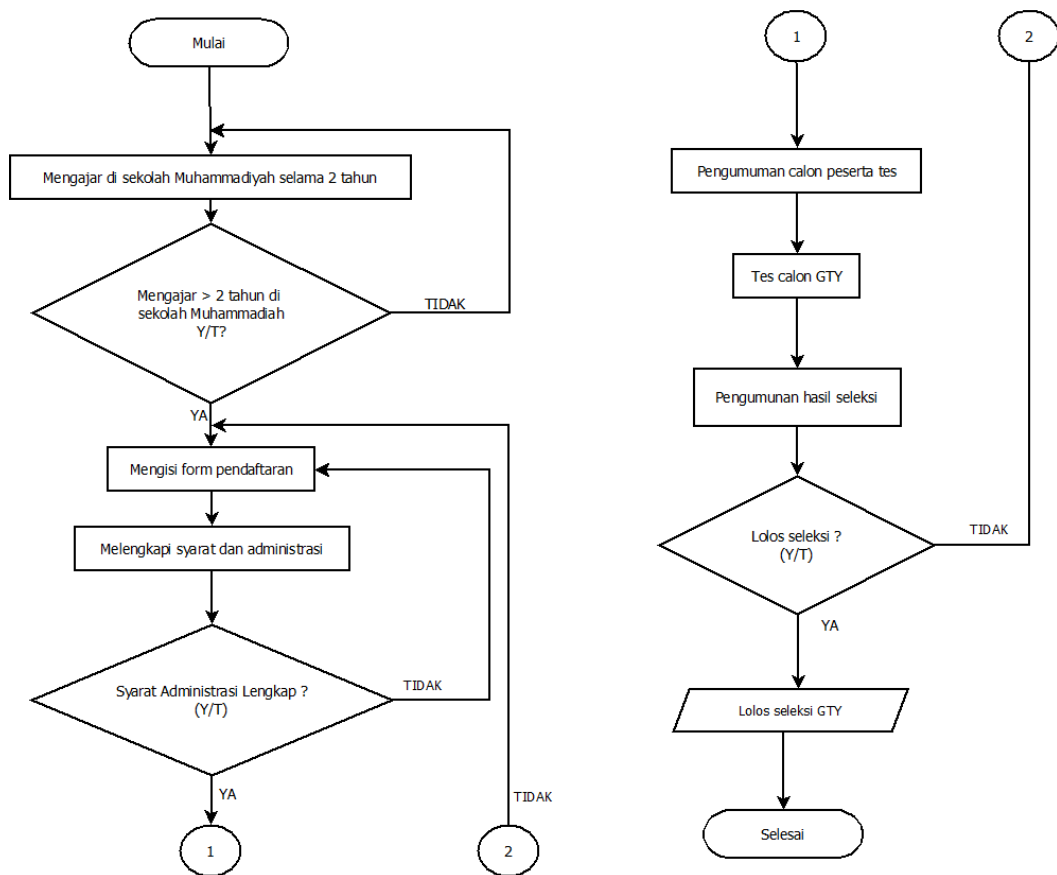 Mulai
Mengajar di sekolah Muhammadiyah selama 2 tahun
Mengajar > 2 tahun di
sekolah Muhammadiah
Y/T?
TIDAK
YA
Mengisi form pendaftaran
Melengkapi syarat dan administrasi
Syarat Administrasi Lengkap ?
(Y/T)
TIDAK
YA
1
TIDAK
2
1
2
Pengumuman calon peserta tes
Tes calon GTY
Pengumunan hasil seleksi
Lolos seleksi ?
(Y/T)
TIDAK
YA
Lolos seleksi GTY
Selesai